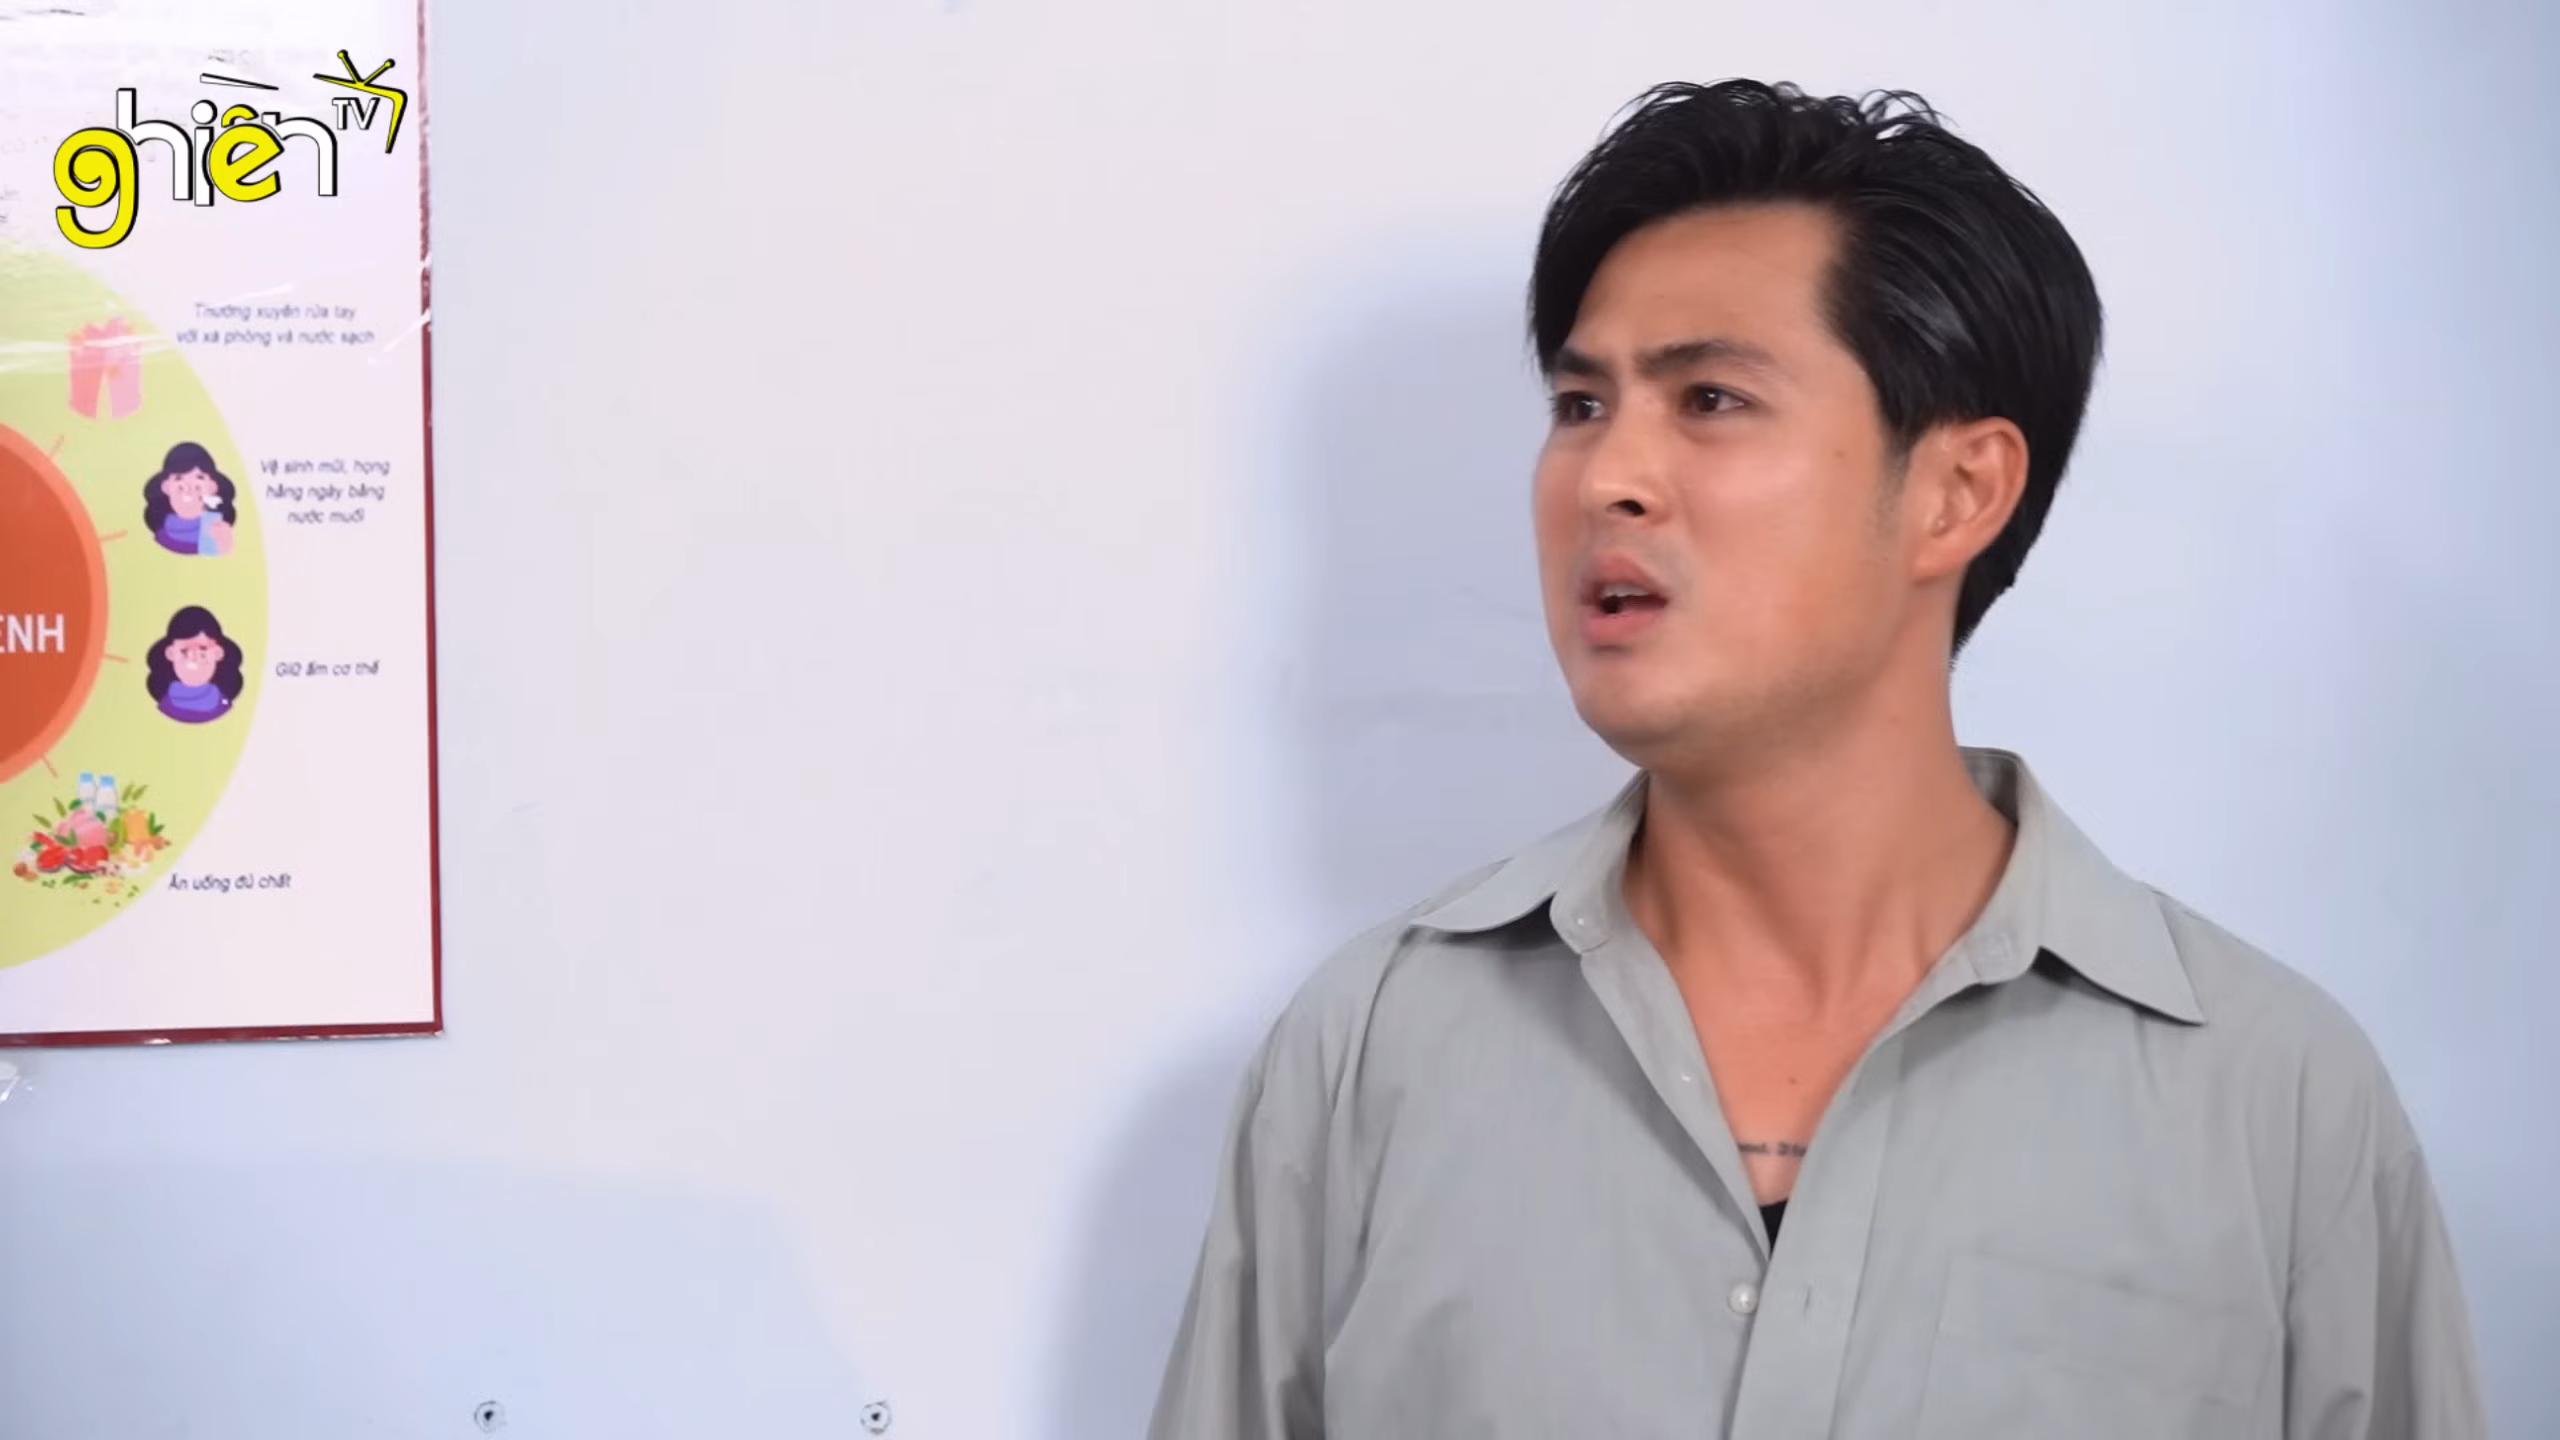 ghiền TV
Thường xuyên rửa tay
với xà phòng và nước sạch
Vệ sinh mũi, họng
hằng ngày bằng
nước muối
ỆNH
Giữ ấm cơ thể
Ăn uống đủ chất